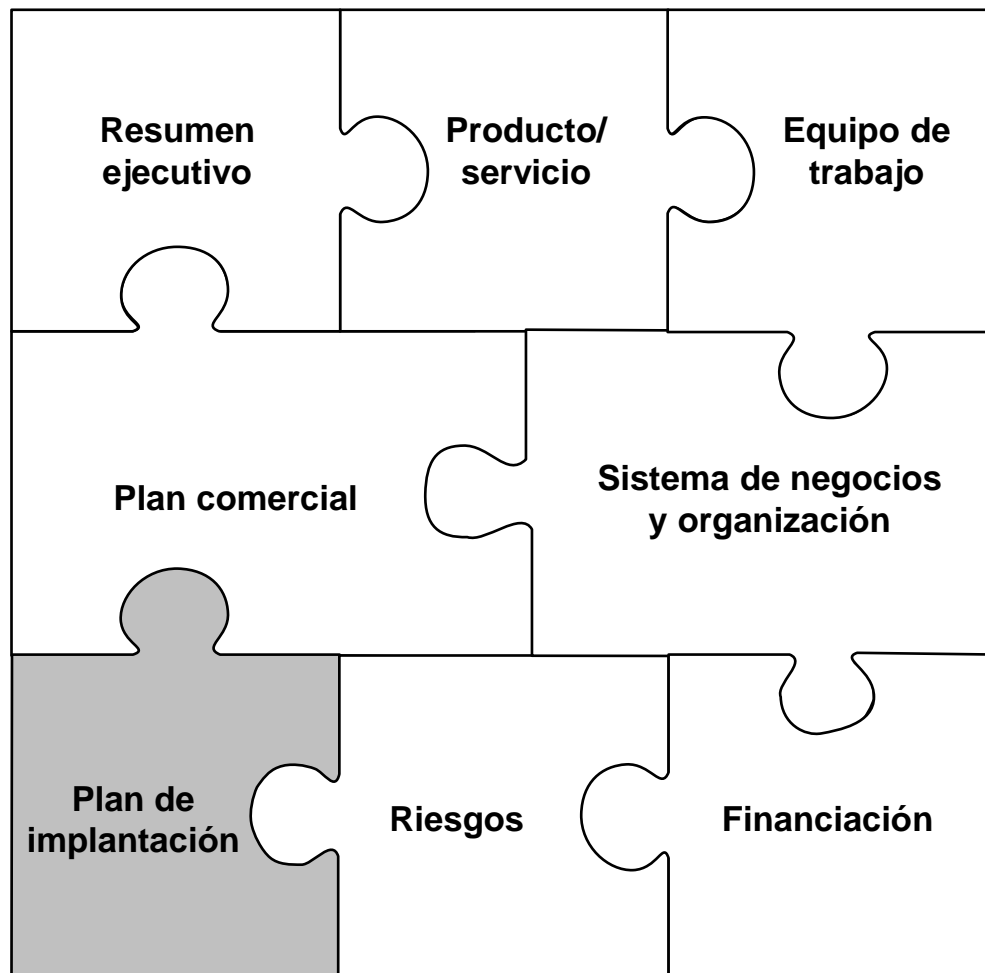 Resumen
ejecutivo
Producto/
servicio
Equipo de
trabajo
Plan comercial
Sistema de negocios
y organización
Plan de
implantación
Riesgos
Financiación